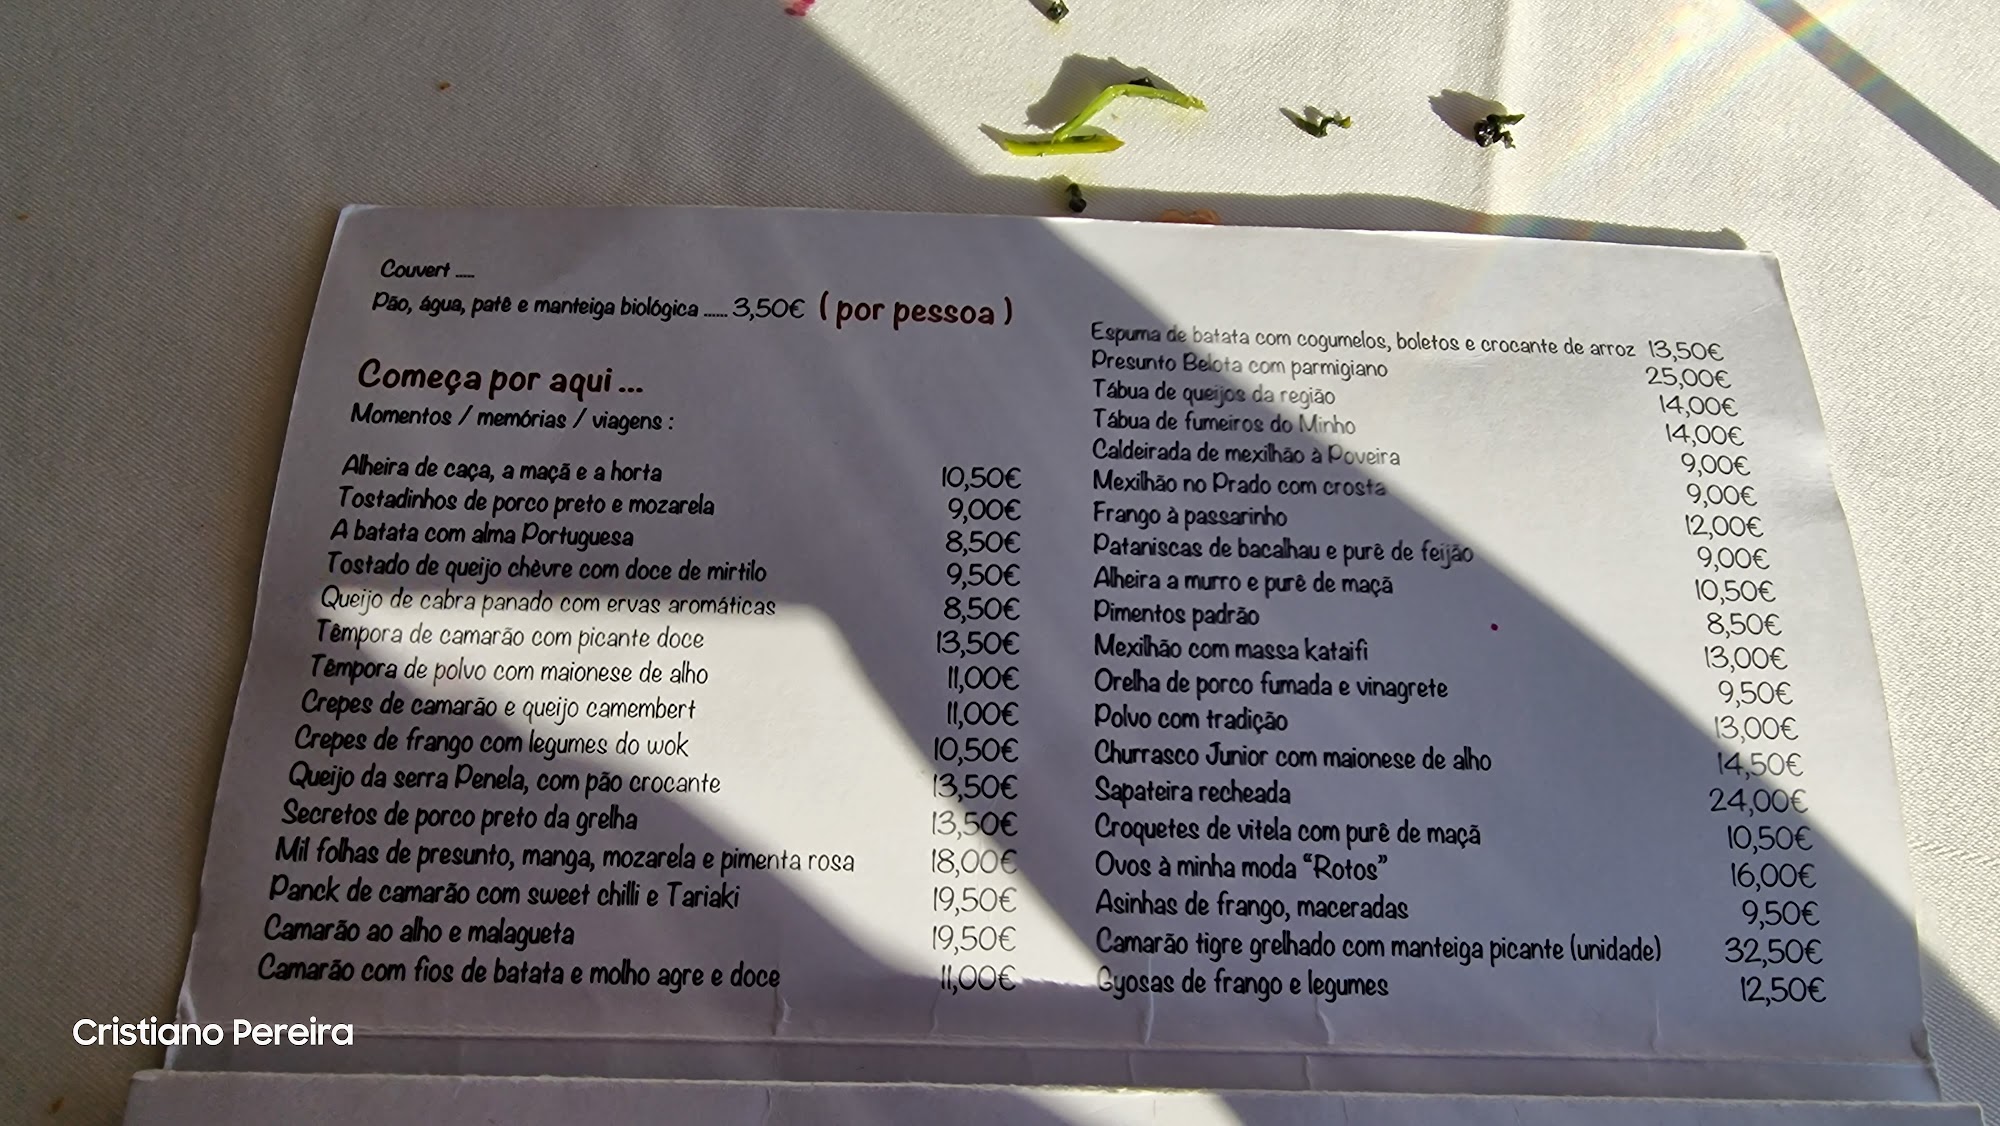 Couvert .....
Pão, água, patê e manteiga biológica ...... 3,50€ ( por pessoa )
Começa por aqui ...
Momentos / memórias / viagens :
Alheira de caça, a maçã e a horta 10,50€
Tostadinhos de porco preto e mozarela 9,00€
A batata com alma Portuguesa 8,50€
Tostado de queijo chèvre com doce de mirtilo 9,50€
Queijo de cabra panado com ervas aromáticas 8,50€
Têmpora de camarão com picante doce 13,50€
Têmpora de polvo com maionese de alho 11,00€
Crepes de camarão e queijo camembert 11,00€
Crepes de frango com legumes do wok 10,50€
Queijo da serra Penela, com pão crocante 13,50€
Secretos de porco preto da grelha 13,50€
Mil folhas de presunto, manga, mozarela e pimenta rosa 18,00€
Panck de camarão com sweet chilli e Tariaki 19,50€
Camarão ao alho e malagueta 19,50€
Camarão com fios de batata e molho agre e doce 11,00€
Espuma de batata com cogumelos, boletos e crocante de arroz 13,50€
Presunto Belota com parmigiano 25,00€
Tábua de queijos da região 14,00€
Tábua de fumeiros do Minho 14,00€
Caldeirada de mexilhão à Poveira 9,00€
Mexilhão no Prado com crosta 9,00€
Frango à passarinho 12,00€
Pataniscas de bacalhau e purê de feijão 9,00€
Alheira a murro e purê de maçã 10,50€
Pimentos padrão 8,50€
Mexilhão com massa kataifi 13,00€
Orelha de porco fumada e vinagrete 9,50€
Polvo com tradição 13,00€
Churrasco Junior com maionese de alho 14,50€
Sapateira recheada 24,00€
Croquetes de vitela com purê de maçã 10,50€
Ovos à minha moda “Rotos” 16,00€
Asinhas de frango, maceradas 9,50€
Camarão tigre grelhado com manteiga picante (unidade) 32,50€
Gyosas de frango e legumes 12,50€
Cristiano Pereira